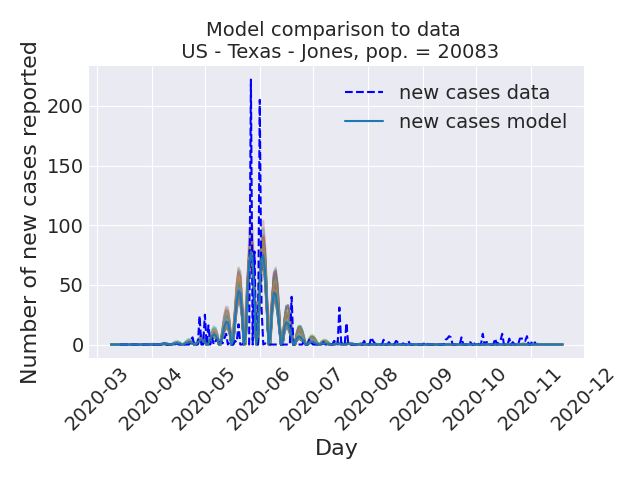 Model comparison to data
US - Texas - Jones, pop. = 20083
Number of new cases reported
200
150
100
50
0
new cases data
new cases model
2020-03
2020-04
2020-05
2020-06
2020-07
2020-08
2020-09
2020-10
2020-11
2020-12
Day